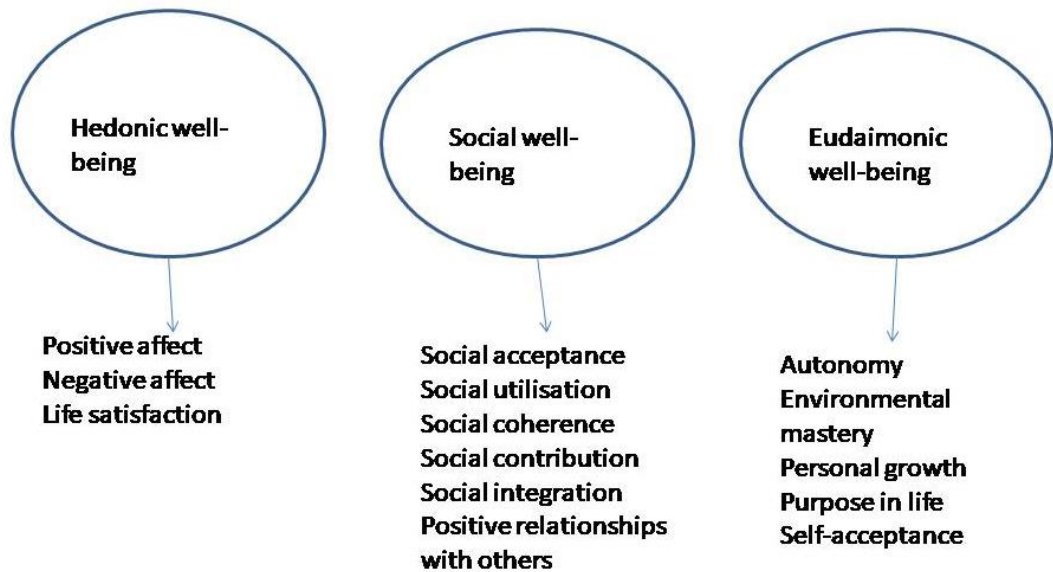 Hedonic well-
being
Social well-
being
Eudaimonic
well-being
Positive affect
Negative affect
Life satisfaction
Social acceptance
Social utilisation
Social coherence
Social contribution
Social integration
Positive relationships
with others
Autonomy
Environmental
mastery
Personal growth
Purpose in life
Self-acceptance